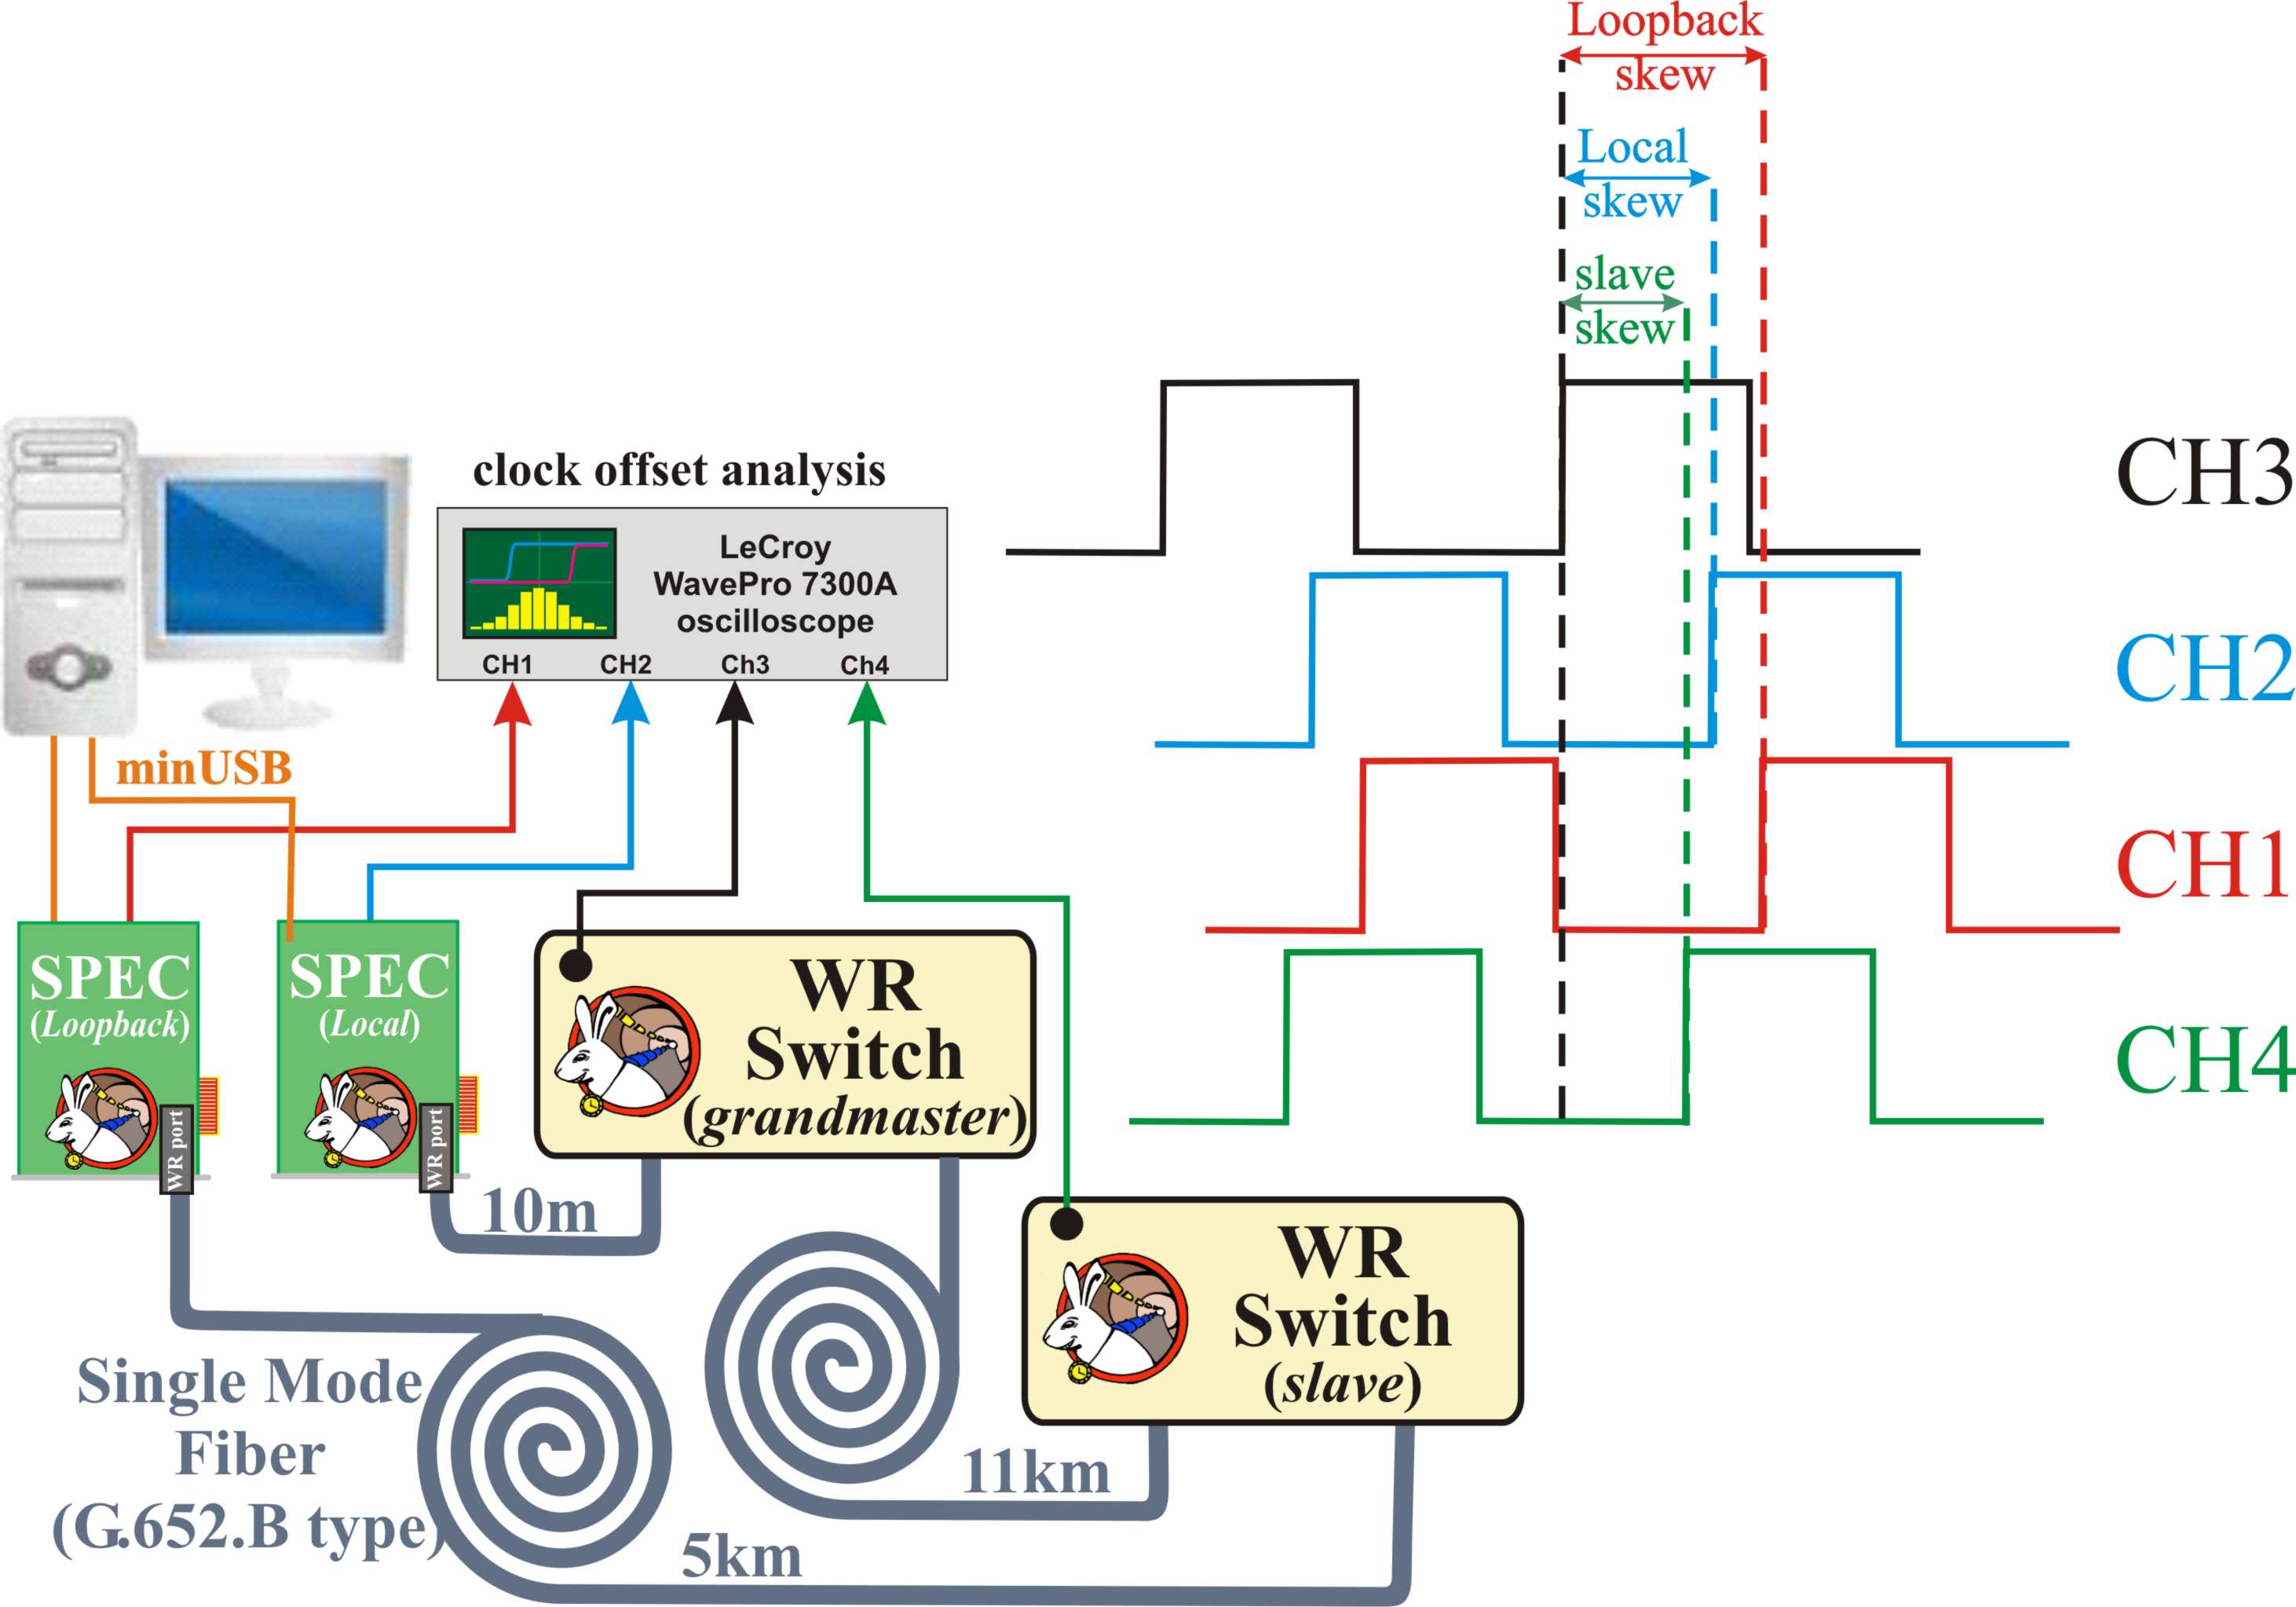 Loopback
skew
Local
skew
slave
skew
CH3
CH2
CH1
CH4
clock offset analysis
LeCroy
WavePro 7300A
oscilloscope
CH1 CH2 Ch3 Ch4
minUSB
SPEC
(Loopback)
WR port
SPEC
(Local)
WR port
WR
Switch
(grandmaster)
10m
WR
Switch
(slave)
Single Mode
Fiber
(G.652.B type)
11km
5km